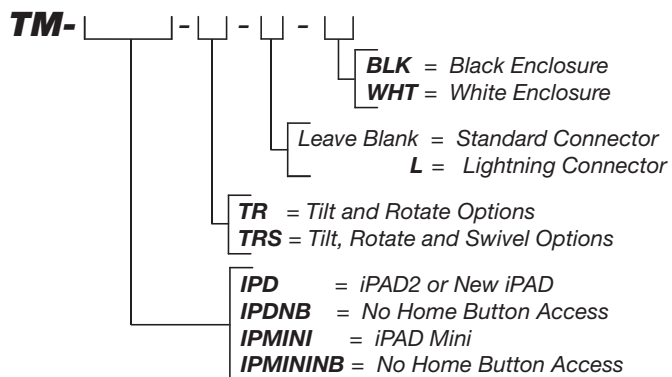 TM- - - -
BLK = Black Enclosure
WHT = White Enclosure
Leave Blank = Standard Connector
L = Lightning Connector
TR = Tilt and Rotate Options
TRS = Tilt, Rotate and Swivel Options
IPD = iPAD2 or New iPAD
IPDNB = No Home Button Access
IPMINI = iPAD Mini
IPMININB = No Home Button Access